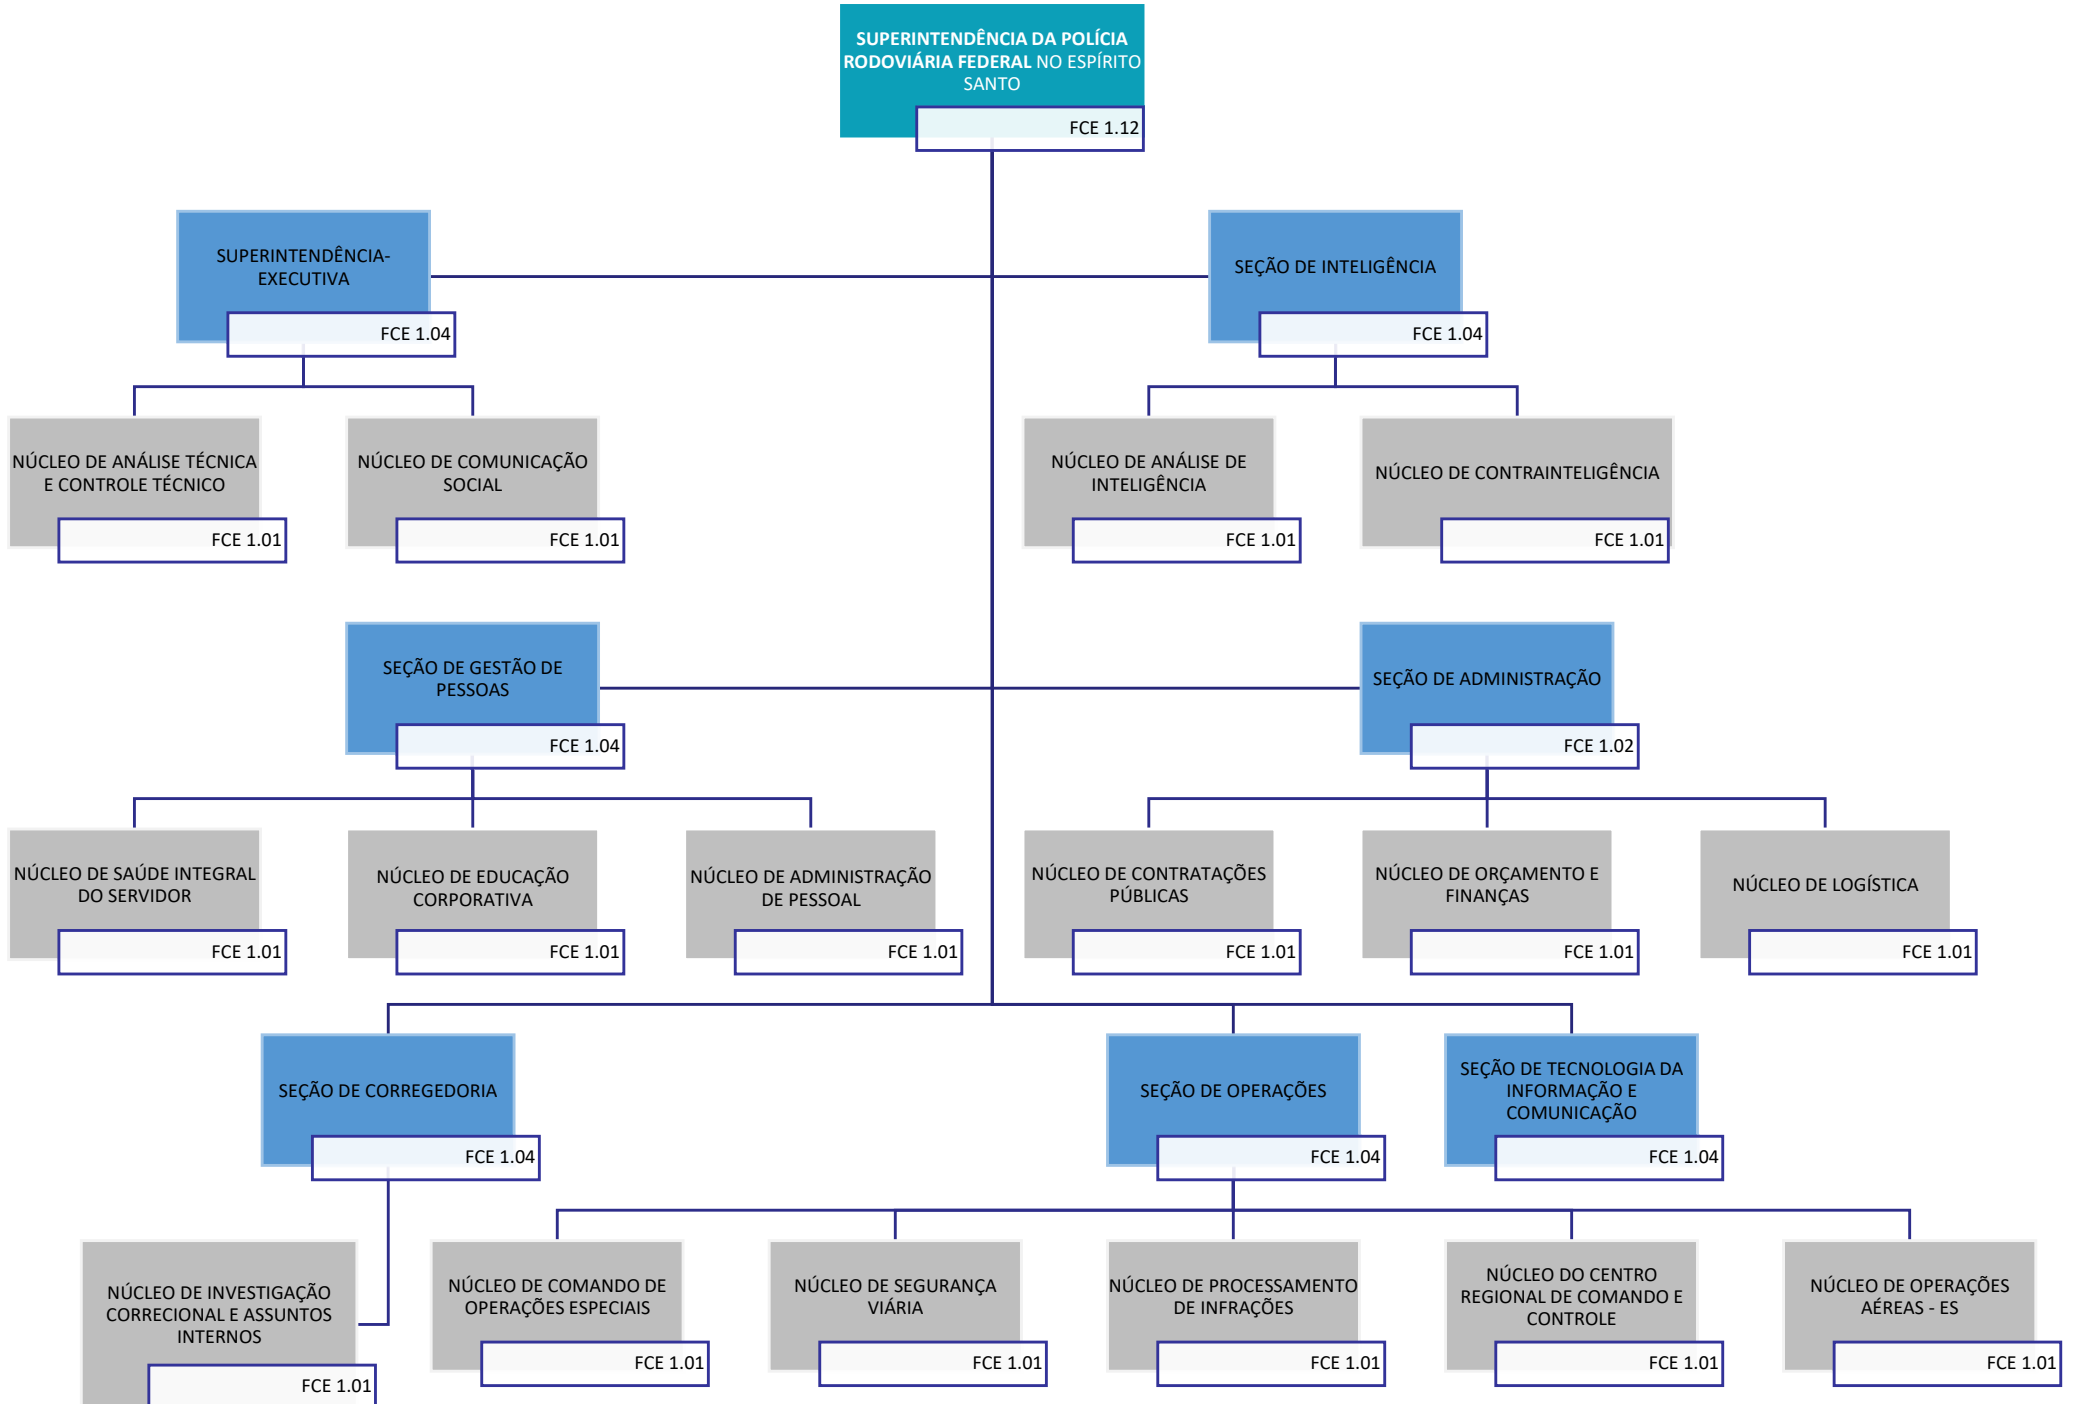 SUPERINTENDÊNCIA DA POLÍCIA
RODOVIÁRIA FEDERAL NO ESPÍRITO
SANTO
FCE 1.12
SUPERINTENDÊNCIA-
EXECUTIVA
FCE 1.04
SEÇÃO DE INTELIGÊNCIA
FCE 1.04
NÚCLEO DE ANÁLISE TÉCNICA
E CONTROLE TÉCNICO
FCE 1.01
NÚCLEO DE COMUNICAÇÃO
SOCIAL
FCE 1.01
NÚCLEO DE ANÁLISE DE
INTELIGÊNCIA
FCE 1.01
NÚCLEO DE CONTRAINTELIGÊNCIA
FCE 1.01
SEÇÃO DE GESTÃO DE
PESSOAS
FCE 1.04
SEÇÃO DE ADMINISTRAÇÃO
FCE 1.02
NÚCLEO DE SAÚDE INTEGRAL
DO SERVIDOR
FCE 1.01
NÚCLEO DE EDUCAÇÃO
CORPORATIVA
FCE 1.01
NÚCLEO DE ADMINISTRAÇÃO
DE PESSOAL
FCE 1.01
NÚCLEO DE CONTRATAÇÕES
PÚBLICAS
FCE 1.01
NÚCLEO DE ORÇAMENTO E
FINANÇAS
FCE 1.01
NÚCLEO DE LOGÍSTICA
FCE 1.01
SEÇÃO DE CORREGEDORIA
FCE 1.04
SEÇÃO DE OPERAÇÕES
FCE 1.04
SEÇÃO DE TECNOLOGIA DA
INFORMAÇÃO E
COMUNICAÇÃO
FCE 1.04
NÚCLEO DE INVESTIGAÇÃO
CORRECIONAL E ASSUNTOS
INTERNOS
FCE 1.01
NÚCLEO DE COMANDO DE
OPERAÇÕES ESPECIAIS
FCE 1.01
NÚCLEO DE SEGURANÇA
VIÁRIA
FCE 1.01
NÚCLEO DE PROCESSAMENTO
DE INFRAÇÕES
FCE 1.01
NÚCLEO DO CENTRO
REGIONAL DE COMANDO E
CONTROLE
FCE 1.01
NÚCLEO DE OPERAÇÕES
AÉREAS - ES
FCE 1.01